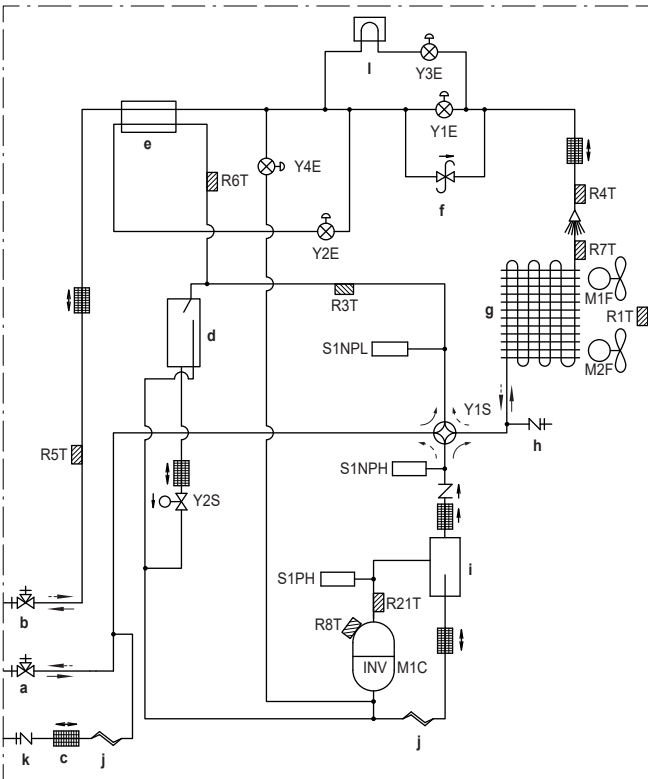 l
Y3E
Y1E
e
R6T
Y4E
f
R4T
Y2E
R7T
g
M1F
R3T
R1T
d
S1NPL
M2F
Y1S
h
R5T
S1NPH
Y2S
S1PH
i
R21T
R8T
b
INV
M1C
a
j
k
c
j